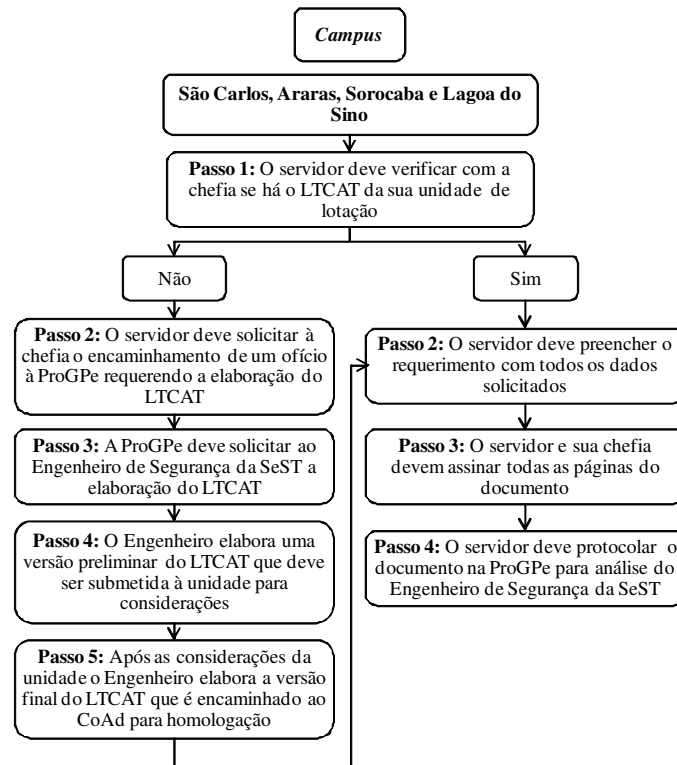 Campus
São Carlos, Araras, Sorocaba e Lagoa do
Sino
Passo 1: O servidor deve verificar com a
chefia se há o LTCAT da sua unidade de
lotação
Não
Passo 2: O servidor deve solicitar à
chefia o encaminhamento de um ofício
à ProGPe requerendo a elaboração do
LTCAT
Passo 3: A ProGPe deve solicitar ao
Engenheiro de Segurança da SeST a
elaboração do LTCAT
Passo 4: O Engenheiro elabora uma
versão preliminar do LTCAT que deve
ser submetida à unidade para
considerações
Passo 5: Após as considerações da
unidade o Engenheiro elabora a versão
final do LTCAT que é encaminhado ao
CoAd para homologação
Sim
Passo 2: O servidor deve preencher o
requerimento com todos os dados
solicitados
Passo 3: O servidor e sua chefia
devem assinar todas as páginas do
documento
Passo 4: O servidor deve protocolar o
documento na ProGPe para análise do
Engenheiro de Segurança da SeST